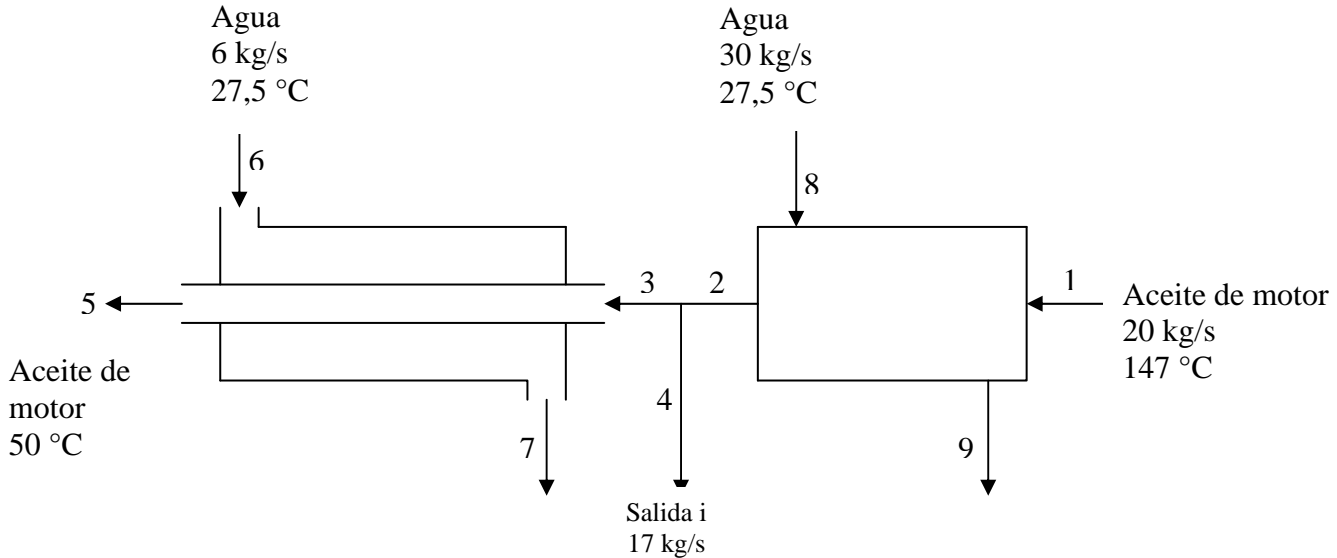 Agua
6 kg/s
27,5 °C
Agua
30 kg/s
27,5 °C
6
8
5
3
2
1
Aceite de motor
20 kg/s
147 °C
Aceite de
motor
50 °C
7
4
9
Salida i
17 kg/s